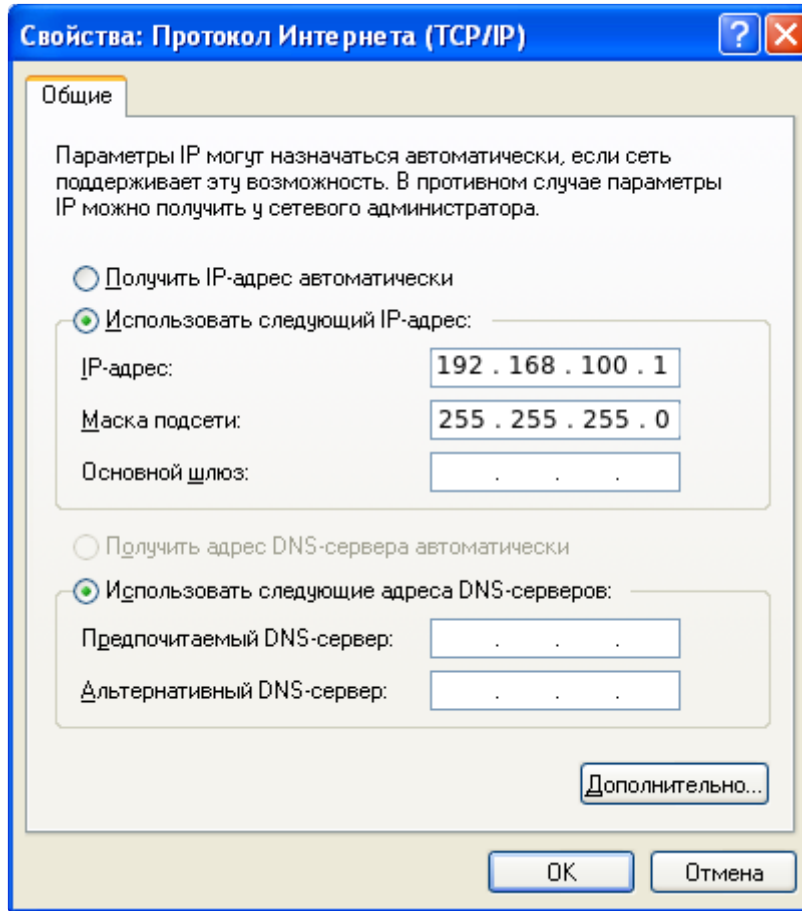 Свойства: Протокол Интернета (TCP/IP)
Общие
Параметры IP могут назначаться автоматически, если сеть
поддерживает эту возможность. В противном случае параметры
IP можно получить у сетевого администратора.
Получить IP-адрес автоматически
Использовать следующий IP-адрес:
IP-адрес: 192 . 168 . 100 . 1
Маска подсети: 255 . 255 . 255 . 0
Основной шлюз: . . .
Получить адрес DNS-сервера автоматически
Использовать следующие адреса DNS-серверов:
Предпочитаемый DNS-сервер: . . .
Альтернативный DNS-сервер: . . .
Дополнительно...
OK Отмена